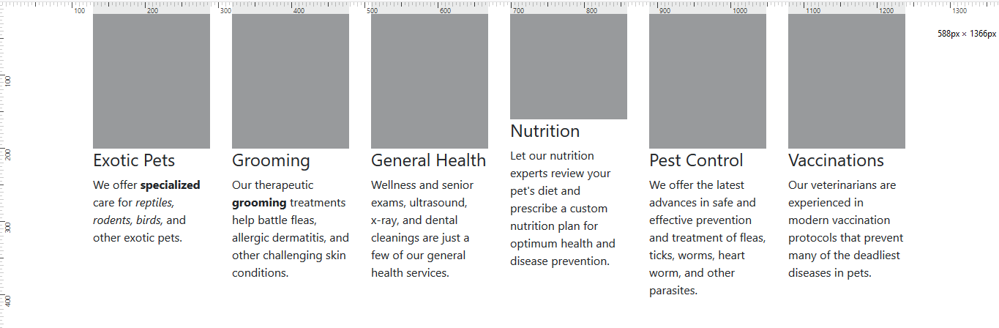 100 200 300 400 500 600 700 800 900 1000 1100 1200 1300
588px × 1366px
100
200
300
400
Exotic Pets
We offer specialized
care for reptiles,
rodents, birds, and
other exotic pets.
Grooming
Our therapeutic
grooming treatments
help battle fleas,
allergic dermatitis, and
other challenging skin
conditions.
General Health
Wellness and senior
exams, ultrasound,
x-ray, and dental
cleanings are just a
few of our general
health services.
Nutrition
Let our nutrition
experts review your
pet's diet and
prescribe a custom
nutrition plan for
optimum health and
disease prevention.
Pest Control
We offer the latest
advances in safe and
effective prevention
and treatment of fleas,
ticks, worms, heart
worm, and other
parasites.
Vaccinations
Our veterinarians are
experienced in
modern vaccination
protocols that prevent
many of the deadliest
diseases in pets.